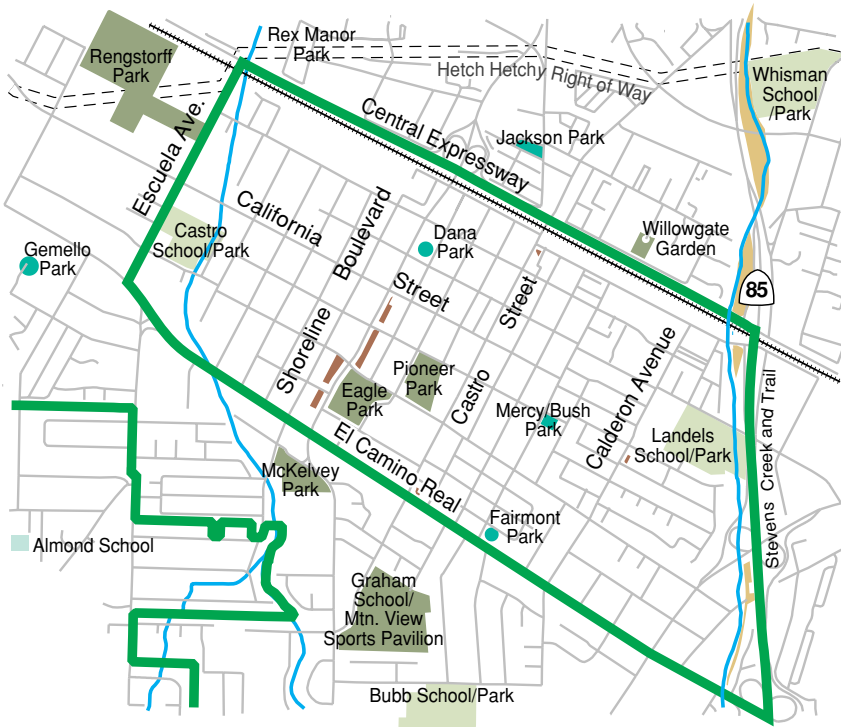 Rex Manor
Park
Rengstorff
Park
Hetch Hetchy Right of Way
Whisman
School
/Park
Central Expressway
Jackson Park
Escuela Ave.
California
Street
Castro
School/Park
Shoreline
Boulevard
Dana
Park
Willowgate
Garden
Gemello
Park
85
Castro
Street
Calderon Avenue
Pioneer
Park
Eagle
Park
Mercy/Bush
Park
Landels
School/Park
El Camino Real
McKelvey
Park
Stevens Creek and Trail
Fairmont
Park
Almond School
Graham
School/
Mtn. View
Sports Pavilion
Bubb School/Park